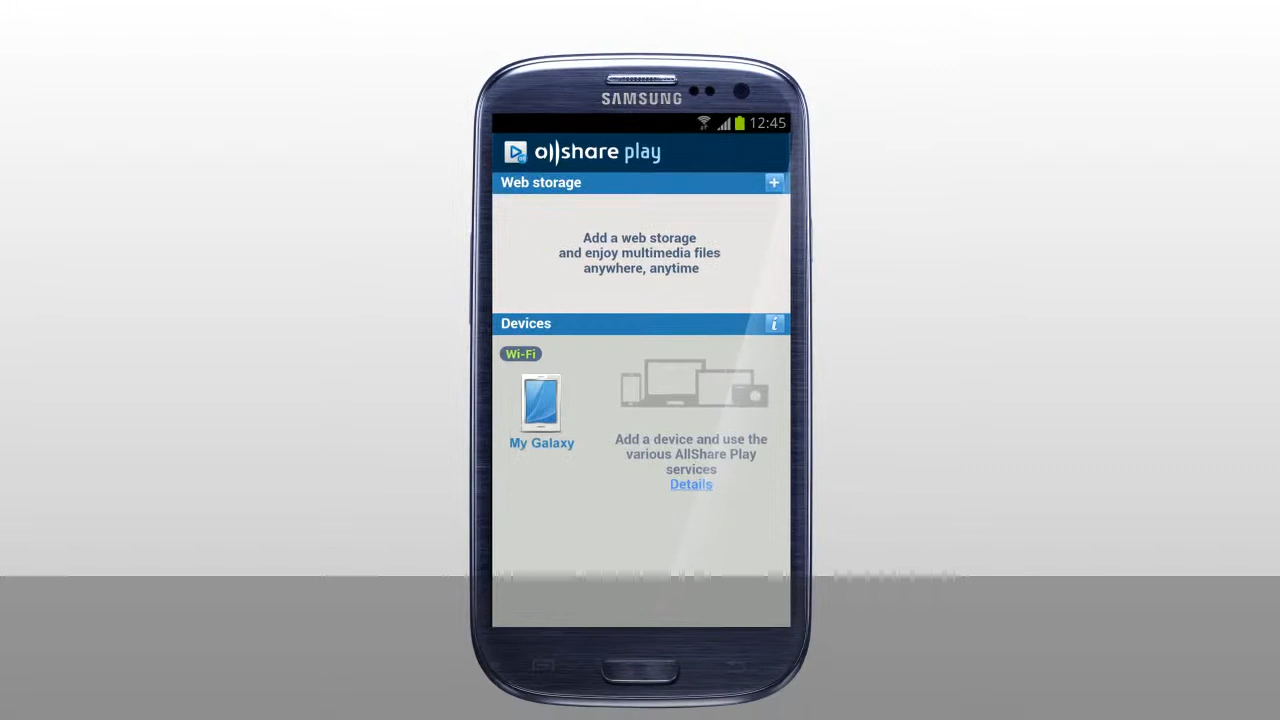 SAMSUNG
12:45
allshare play
Web storage
+
Add a web storage
and enjoy multimedia files
anywhere, anytime
Devices
i
Wi-Fi
My Galaxy
Add a device and use the
various AllShare Play
services
Details